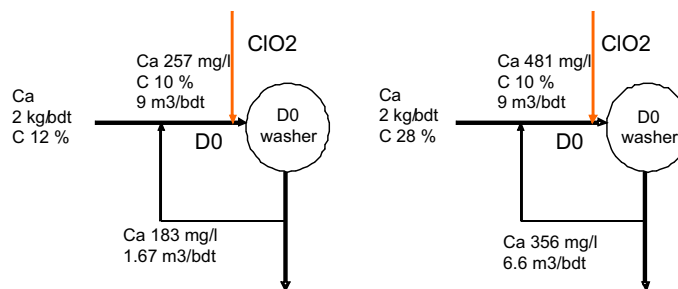 ClO2
Ca 257 mg/l
C 10 %
9 m3/bdt
Ca
2 kg/bdt
C 12 %
D0
washer
D0
Ca 183 mg/l
1.67 m3/bdt
ClO2
Ca 481 mg/l
C 10 %
9 m3/bdt
Ca
2 kg/bdt
C 28 %
D0
washer
D0
Ca 356 mg/l
6.6 m3/bdt